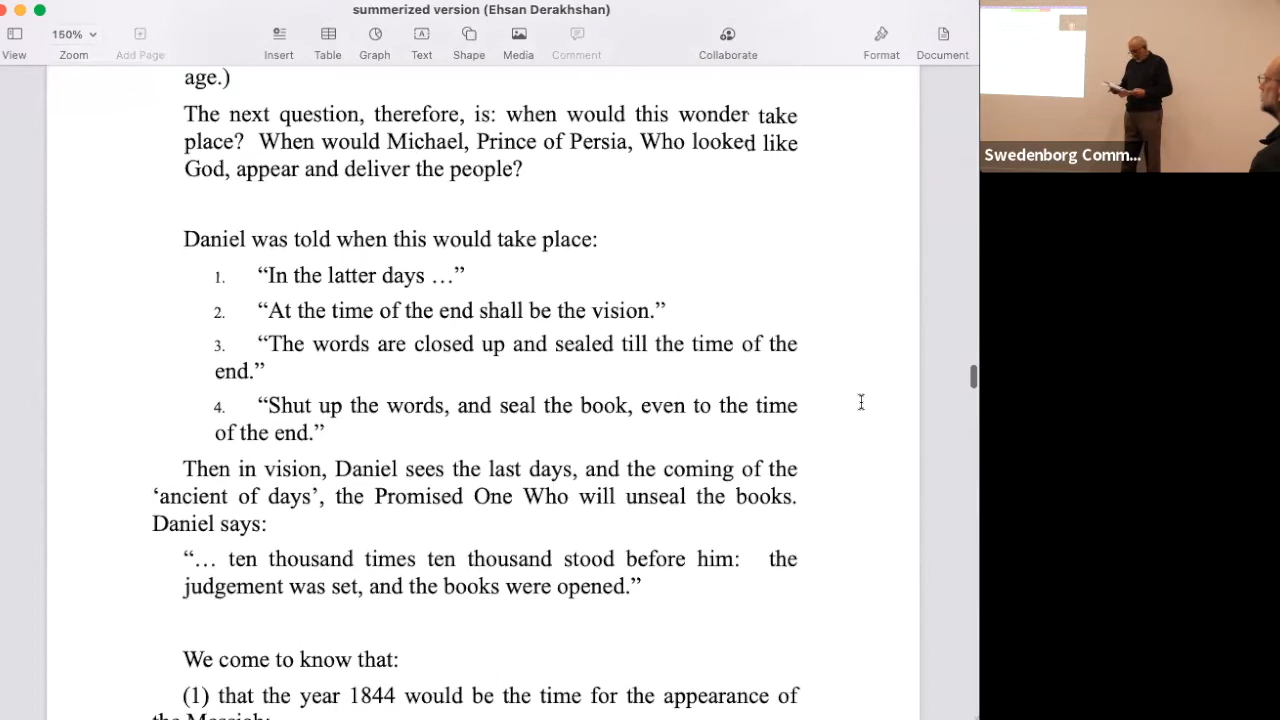 summerized version (Ehsan Derakhshan)
150%
View Zoom Add Page Insert Table Graph Text Shape Media Comment Collaborate Format Document
age.)
The next question, therefore, is: when would this wonder take
place? When would Michael, Prince of Persia, Who looked like
God, appear and deliver the people?
Daniel was told when this would take place:
1. “In the latter days …”
2. “At the time of the end shall be the vision.”
3. “The words are closed up and sealed till the time of the
end.”
4. “Shut up the words, and seal the book, even to the time
of the end.”
Then in vision, Daniel sees the last days, and the coming of the
‘ancient of days’, the Promised One Who will unseal the books.
Daniel says:
“… ten thousand times ten thousand stood before him: the
judgement was set, and the books were opened.”
We come to know that:
(1) that the year 1844 would be the time for the appearance of
the Messiah:
Swedenborg Comm...